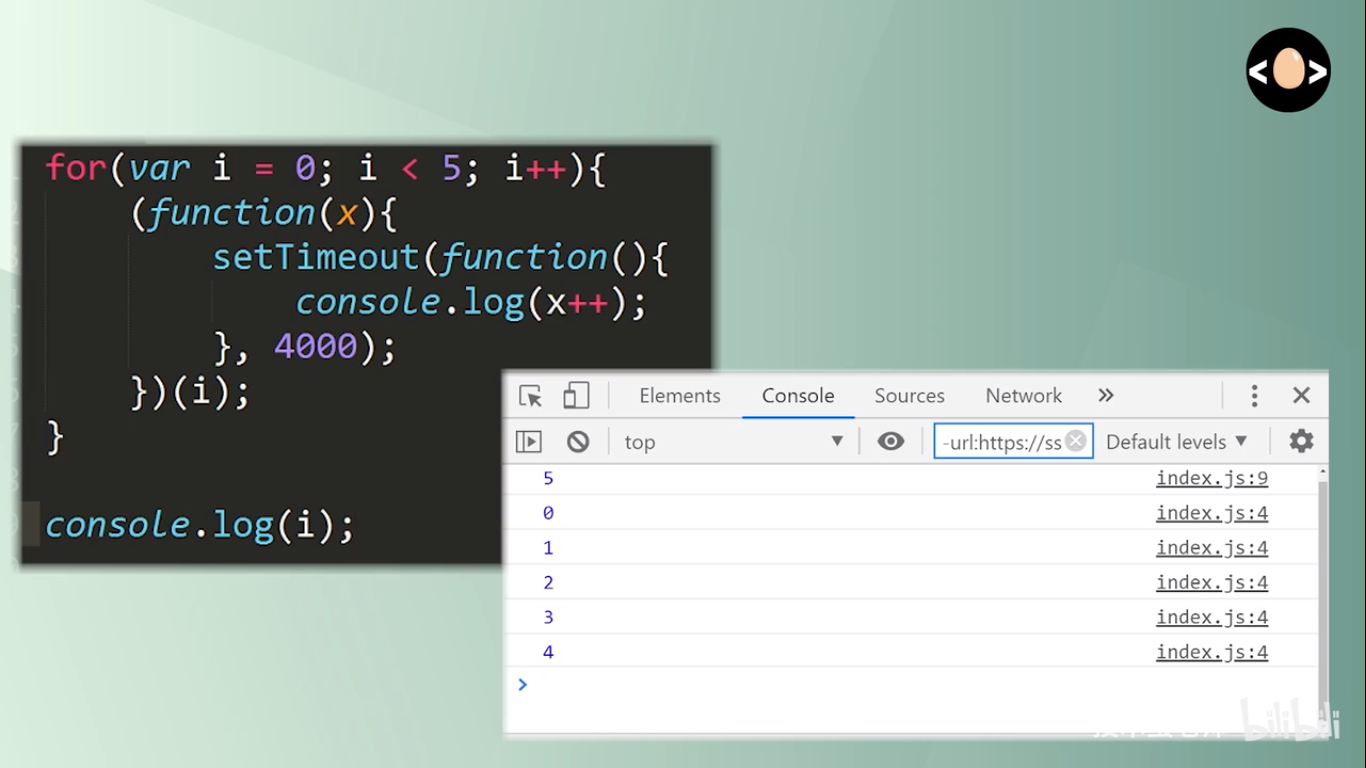 for(var i = 0; i < 5; i++){
(function(x){
setTimeout(function(){
console.log(x++);
}, 4000);
})(i);
}
console.log(i);
Elements Console Sources Network »
top -url:https://ss Default levels
5 index.js:9
0 index.js:4
1 index.js:4
2 index.js:4
3 index.js:4
4 index.js:4
>
bilibili